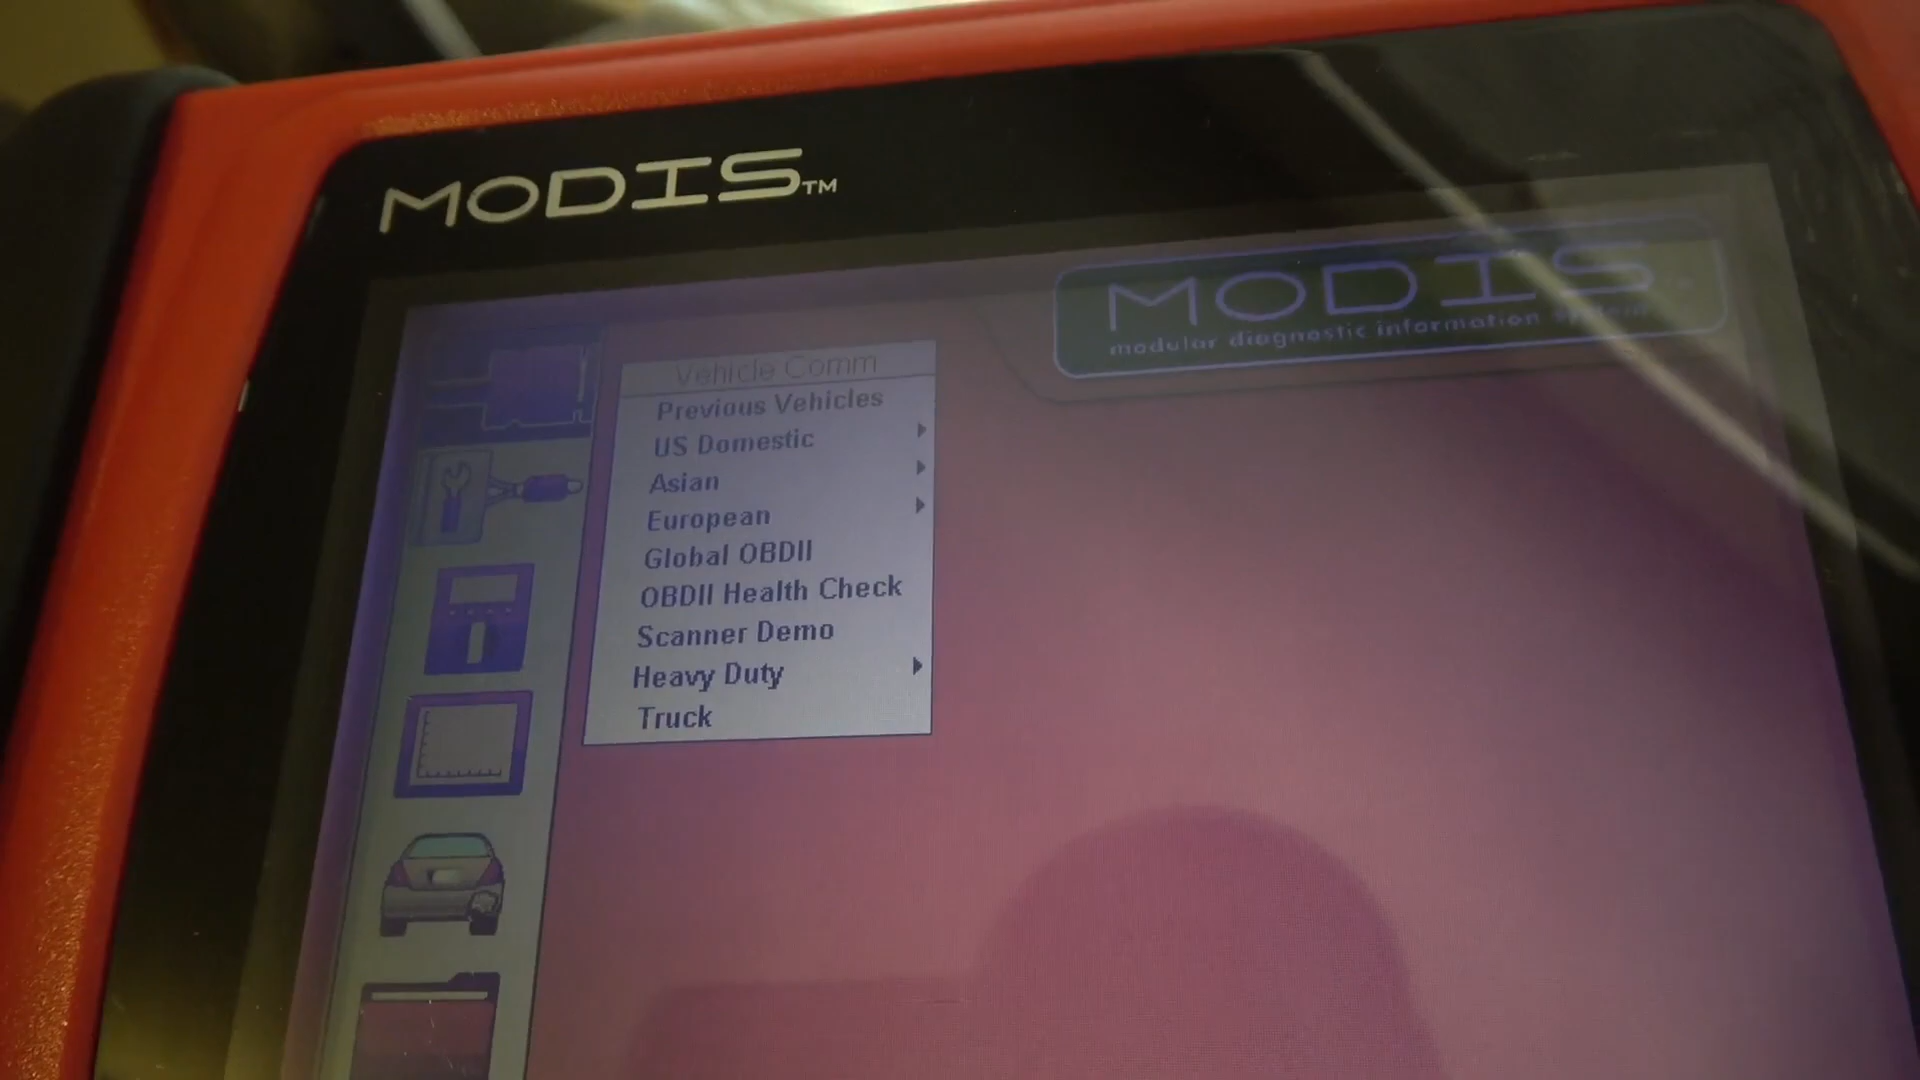 MODIS™
MODIS
modular diagnostic information system
Vehicle Comm
Previous Vehicles
US Domestic
Asian
European
Global OBDII
OBDII Health Check
Scanner Demo
Heavy Duty
Truck